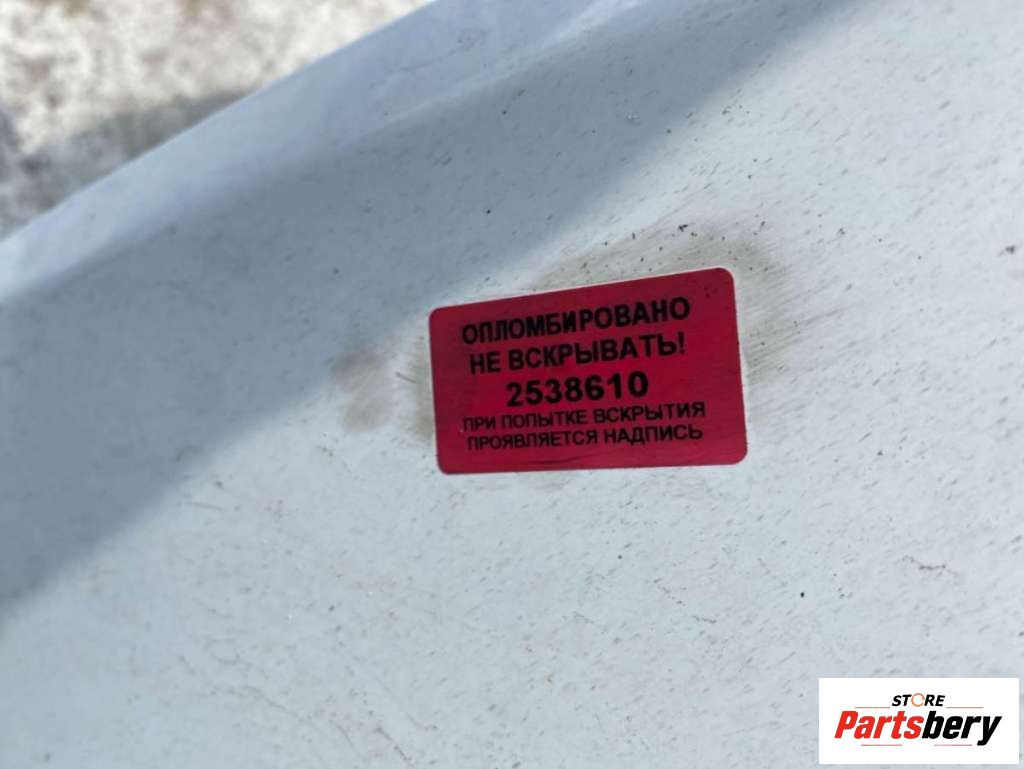 ОПЛОМБИРОВАНО
НЕ ВСКРЫВАТЬ!
2538610
ПРИ ПОПЫТКЕ ВСКРЫТИЯ
ПРОЯВЛЯЕТСЯ НАДПИСЬ
STORE
Partsbery